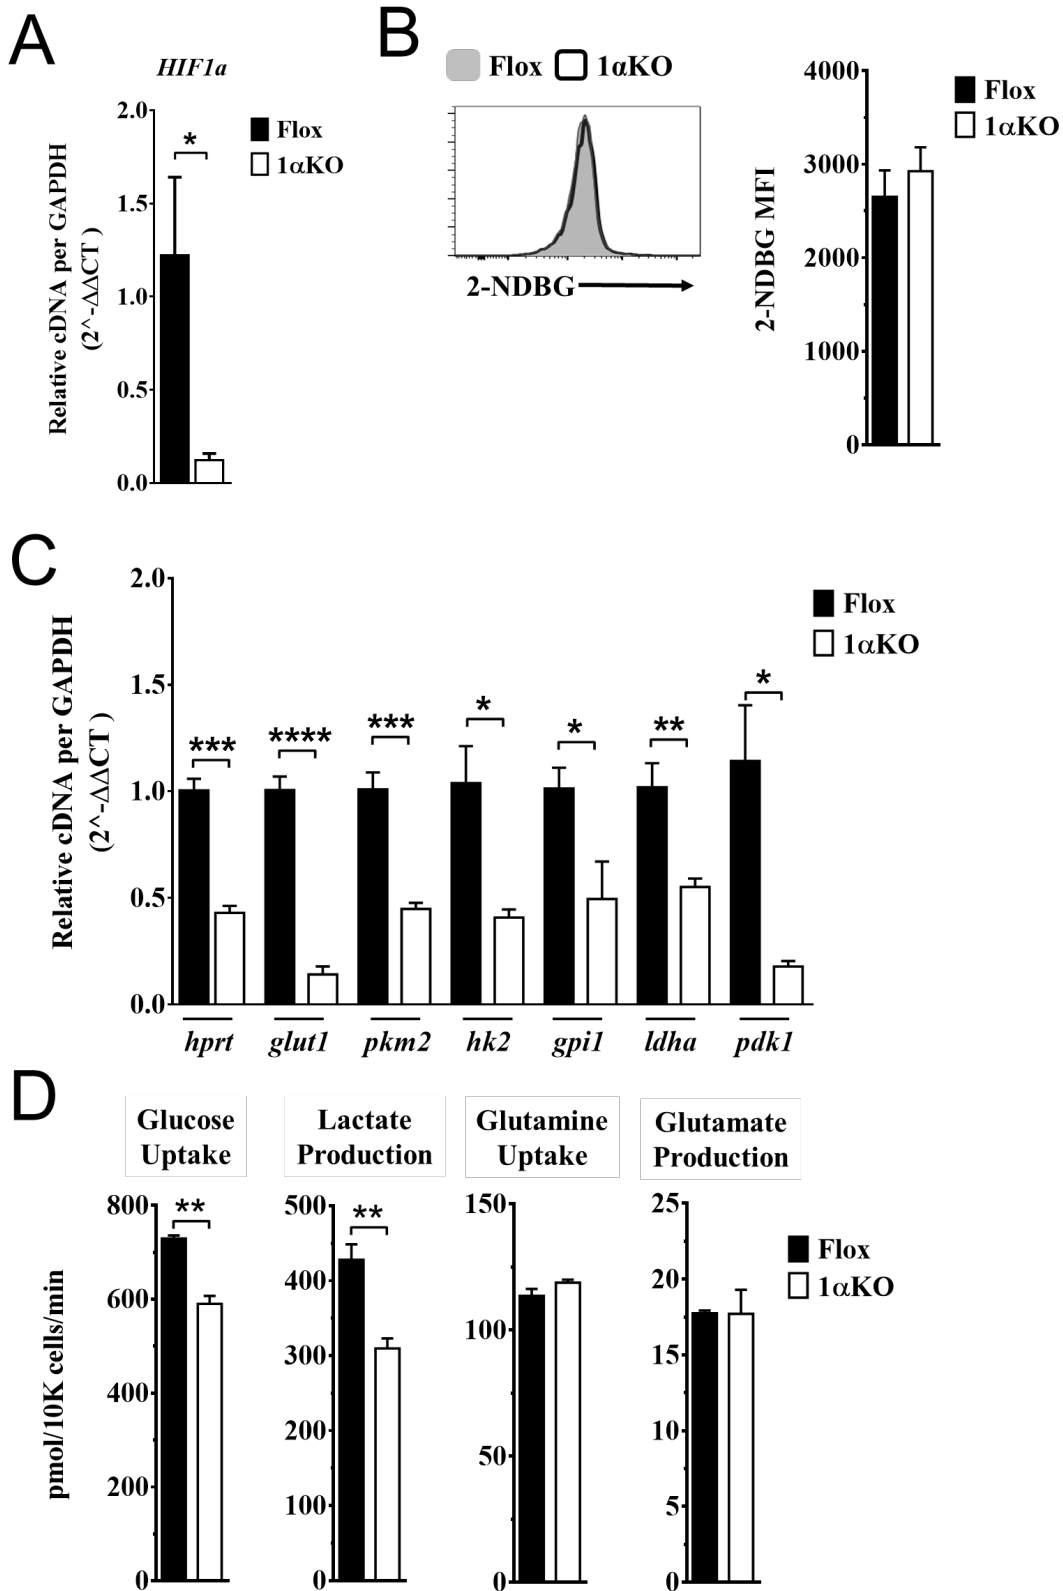 A
HIF1a
Relative cDNA per GAPDH
(2^-ΔΔCT )
2.0
1.5
1.0
0.5
0.0
*
Flox
1αKO
B
Flox 1αKO
2-NDBG
2-NDBG MFI
4000
3000
2000
1000
0
Flox
1αKO
C
Relative cDNA per GAPDH
(2^-ΔΔCT )
2.0
1.5
1.0
0.5
0.0
*** **** *** * * ** *
hprt glut1 pkm2 hk2 gpi1 ldha pdk1
Flox
1αKO
D
pmol/10K cells/min
Glucose
Uptake
800
600
400
200
0
**
Lactate
Production
500
400
300
200
100
0
**
Glutamine
Uptake
150
100
50
0
Glutamate
Production
25
20
15
10
5
0
Flox
1αKO